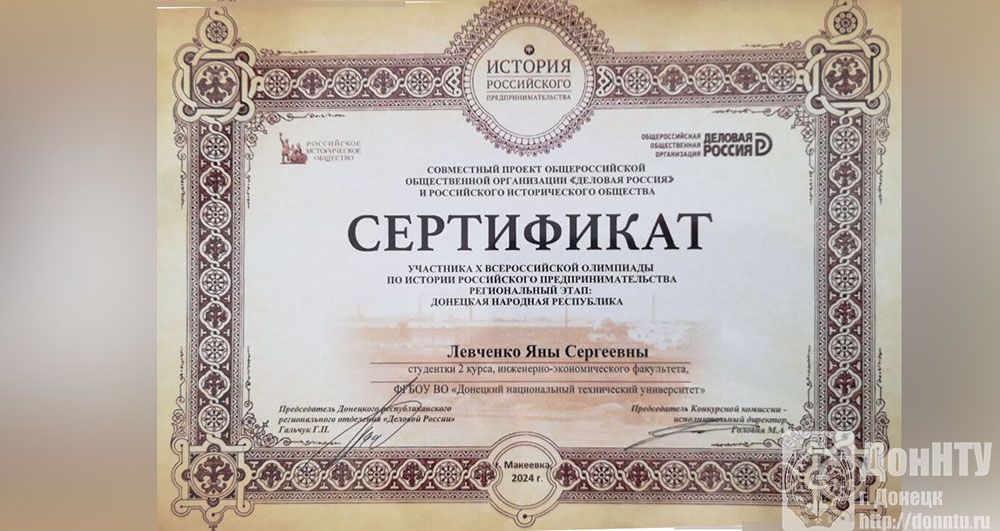 ИСТОРИЯ
РОССИЙСКОГО
ПРЕДПРИНИМАТЕЛЬСТВА
РОССИЙСКОЕ
ИСТОРИЧЕСКОЕ
ОБЩЕСТВО
ОБЩЕРОССИЙСКАЯ
ОБЩЕСТВЕННАЯ
ОРГАНИЗАЦИЯ
ДЕЛОВАЯ
РОССИЯ
СОВМЕСТНЫЙ ПРОЕКТ ОБЩЕРОССИЙСКОЙ
ОБЩЕСТВЕННОЙ ОРГАНИЗАЦИИ «ДЕЛОВАЯ РОССИЯ»
И РОССИЙСКОГО ИСТОРИЧЕСКОГО ОБЩЕСТВА
СЕРТИФИКАТ
УЧАСТНИКА X ВСЕРОССИЙСКОЙ ОЛИМПИАДЫ
ПО ИСТОРИИ РОССИЙСКОГО ПРЕДПРИНИМАТЕЛЬСТВА
РЕГИОНАЛЬНЫЙ ЭТАП:
ДОНЕЦКАЯ НАРОДНАЯ РЕСПУБЛИКА
Левченко Яны Сергеевны
студентки 2 курса, инженерно-экономического факультета,
ФГБОУ ВО «Донецкий национальный технический университет»
Председатель Донецкого республиканского
регионального отделения «Деловой России»
Гальчук Г.П.
Председатель Конкурсной комиссии -
исполнительный директор
Головня М.А
г. Макеевка
2024 г.
ДонНТУ
г. Донецк
http://donntu.ru